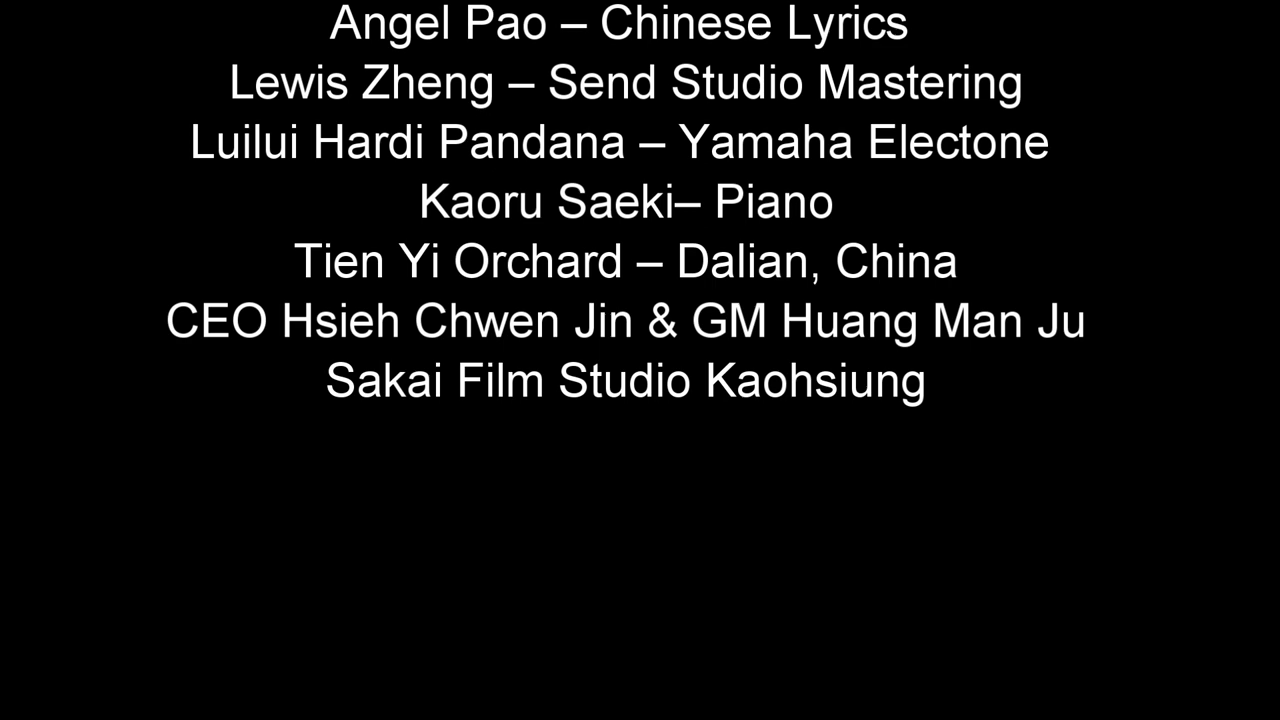 Angel Pao – Chinese Lyrics
Lewis Zheng – Send Studio Mastering
Luilui Hardi Pandana – Yamaha Electone
Kaoru Saeki– Piano
Tien Yi Orchard – Dalian, China
CEO Hsieh Chwen Jin & GM Huang Man Ju
Sakai Film Studio Kaohsiung